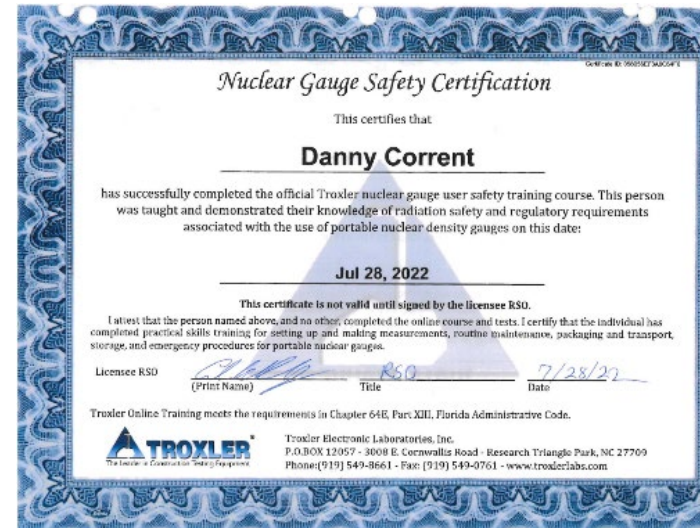 Certificate ID:
Nuclear Gauge Safety Certification
This certifies that
Danny Corrent
has successfully completed the official Troxler nuclear gauge user safety training course. This person
was taught and demonstrated their knowledge of radiation safety and regulatory requirements
associated with the use of portable nuclear density gauges on this date:
Jul 28, 2022
This certificate is not valid until signed by the licensee RSO.
I attest that the person named above, and no other, completed the online course and tests. I certify that the individual has
completed practical skills training for setting up and making measurements, routine maintenance, packaging and transport,
storage, and emergency procedures for portable nuclear gauges.
Licensee RSO RSO 7/28/22
(Print Name) Title Date
Troxler Online Training meets the requirements in Chapter 64E, Part XIII, Florida Administrative Code.
TROXLER
The Leader in Construction Testing Equipment
Troxler Electronic Laboratories, Inc.
P.O.BOX 12057 - 3008 E. Cornwallis Road - Research Triangle Park, NC 27709
Phone:(919) 549-8661 - Fax: (919) 549-0761 - www.troxlerlabs.com